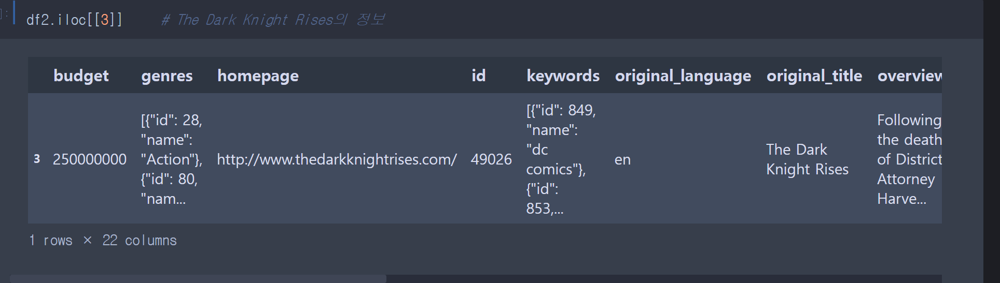 ]:
df2.iloc[[3]] # The Dark Knight Rises의 정보
budget genres homepage id keywords original_language original_title overview
3 250000000 [{"id": 28, "name": "Action"}, {"id": 80, "nam... http://www.thedarkknightrises.com/ 49026 [{"id": 849, "name": "dc comics"}, {"id": 853,... en The Dark Knight Rises Following the death of District Attorney Harve...
1 rows × 22 columns